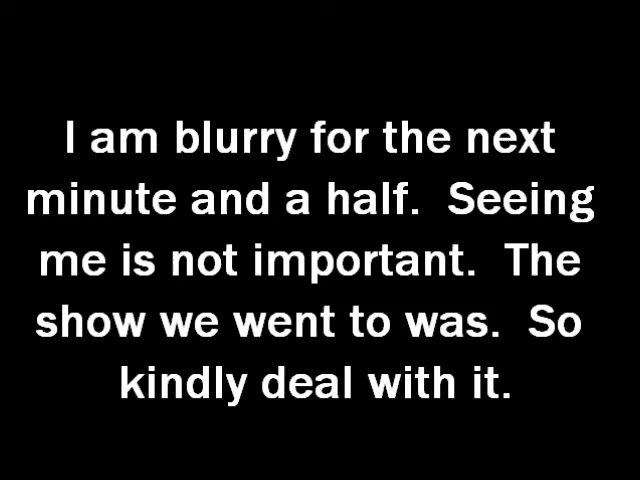 I am blurry for the next
minute and a half.  Seeing
me is not important.  The
show we went to was.  So
kindly deal with it.